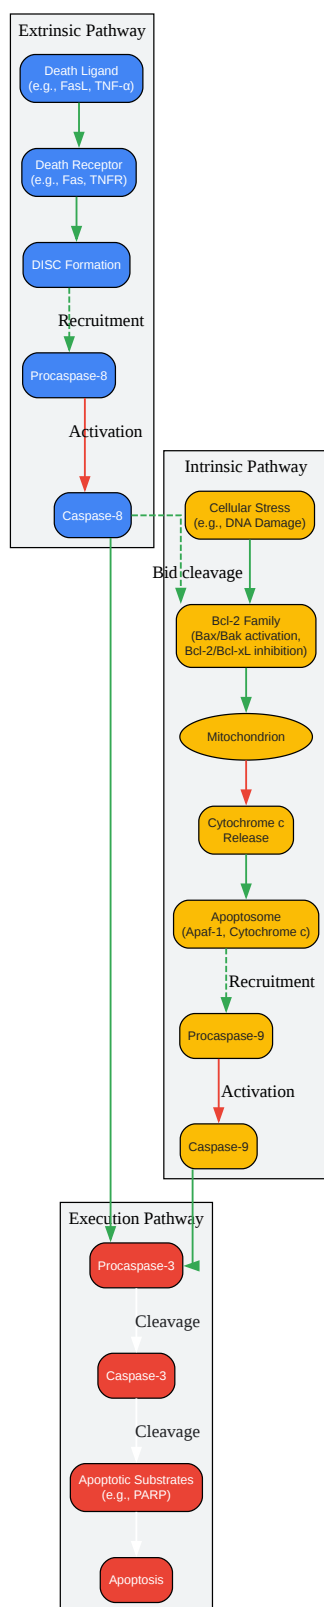 Extrinsic Pathway
Death Ligand
(e.g., FasL, TNF-α)
Death Receptor
(e.g., Fas, TNFR)
DISC Formation
Recruitment
Procaspase-8
Activation
Caspase-8
Intrinsic Pathway
Cellular Stress
(e.g., DNA Damage)
Bid cleavage
Bcl-2 Family
(Bax/Bak activation,
Bcl-2/Bcl-xL inhibition)
Mitochondrion
Cytochrome c
Release
Apoptosome
(Apaf-1, Cytochrome c)
Recruitment
Procaspase-9
Activation
Caspase-9
Execution Pathway
Procaspase-3
Cleavage
Caspase-3
Cleavage
Apoptotic Substrates
(e.g., PARP)
Apoptosis